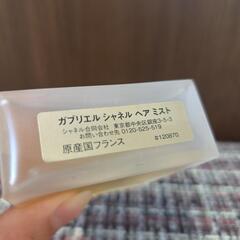 ガブリエル シャネル ヘア ミスト
シャネル合同会社 東京都中央区銀座3-5-3
お問い合わせ先 0120-525-519
原産国フランス #120870